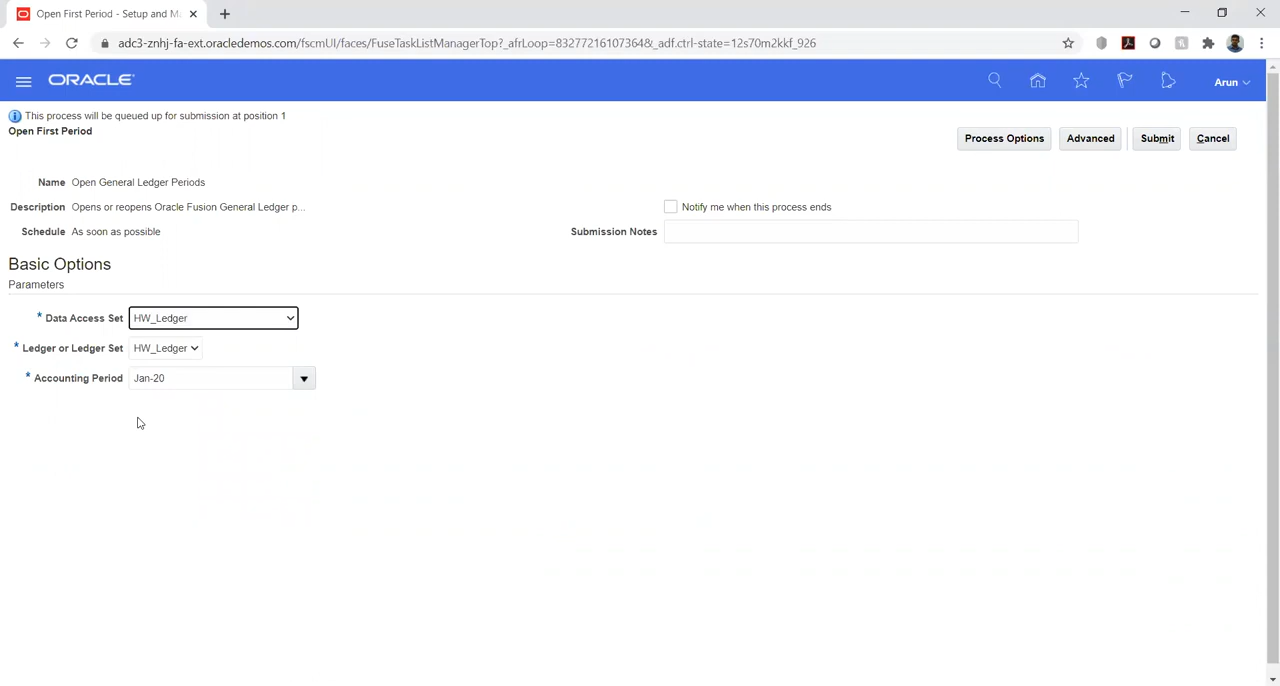 Open First Period - Setup and M
adc3-znhj-fa-ext.oracledemos.com/fscmUI/faces/FuseTaskListManagerTop?_afrLoop=832772161073648&_adf.ctrl-state=12s70m2kkf_926
ORACLE
Arun
This process will be queued up for submission at position 1
Open First Period
Process Options Advanced Submit Cancel
Name Open General Ledger Periods
Description Opens or reopens Oracle Fusion General Ledger p...
Notify me when this process ends
Schedule As soon as possible
Submission Notes
Basic Options
Parameters
* Data Access Set HW_Ledger
* Ledger or Ledger Set HW_Ledger
* Accounting Period Jan-20